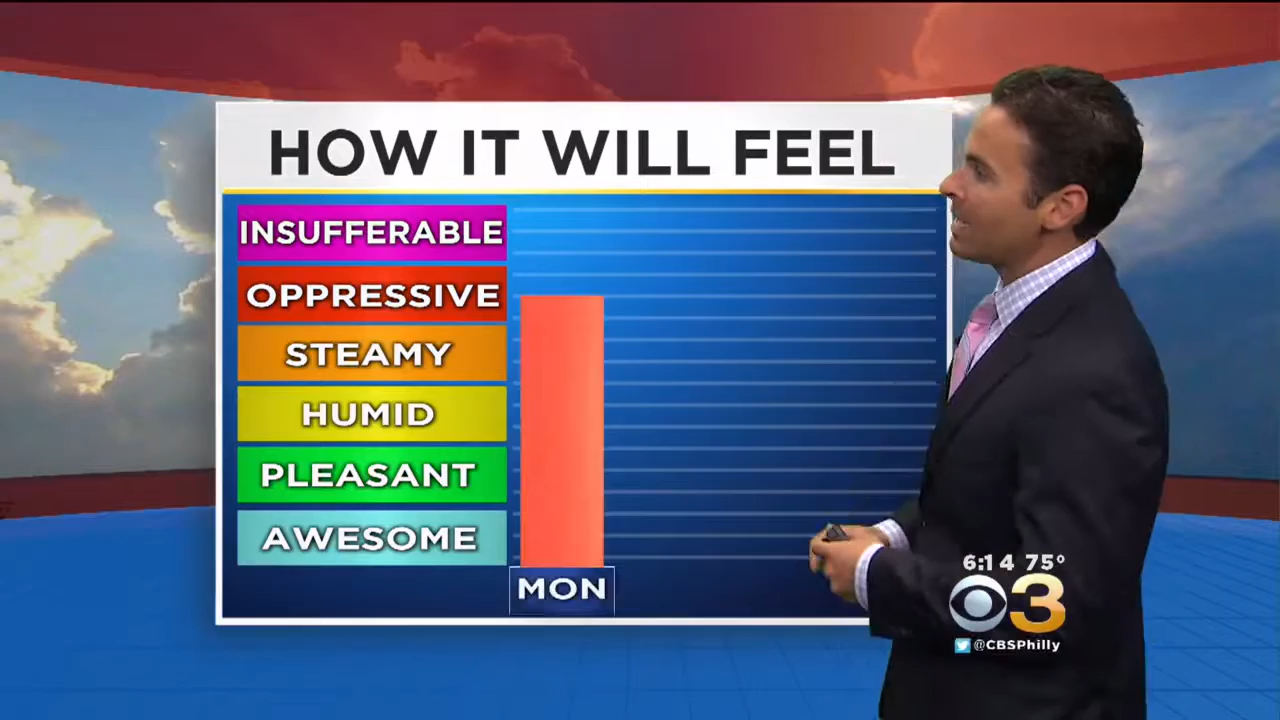 HOW IT WILL FEEL
INSUFFERABLE
OPPRESSIVE
STEAMY
HUMID
PLEASANT
AWESOME
MON
6:14 75°
3
@CBSPhilly